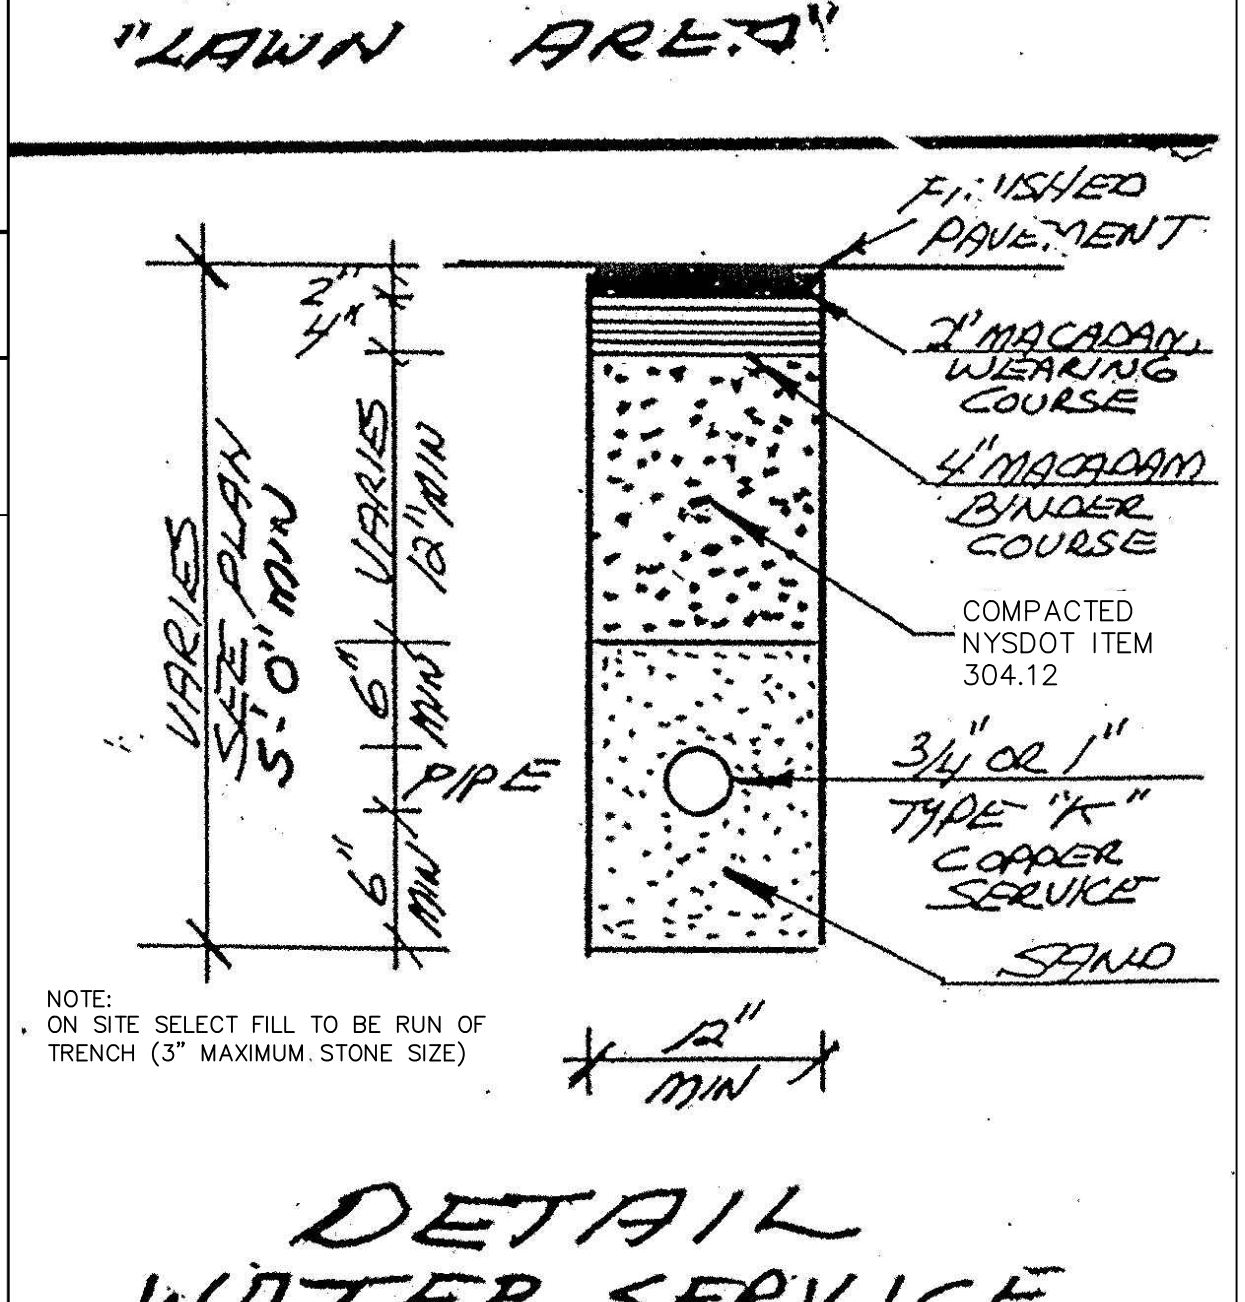 "LAWN AREA"
FINISHED
PAVEMENT
2"
4"
2" MACADAM
WEARING
COURSE
4" MACADAM
BINDER
COURSE
VARIES
SEE PLAN
5'-0" MIN
VARIES
12" MIN
COMPACTED
NYSDOT ITEM
304.12
6"
MIN
PIPE
3/4" OR 1"
TYPE "K"
COPPER
SERVICE
6"
MIN
SAND
NOTE:
ON SITE SELECT FILL TO BE RUN OF
TRENCH (3" MAXIMUM STONE SIZE)
12"
MIN
DETAIL
WATER SERVICE